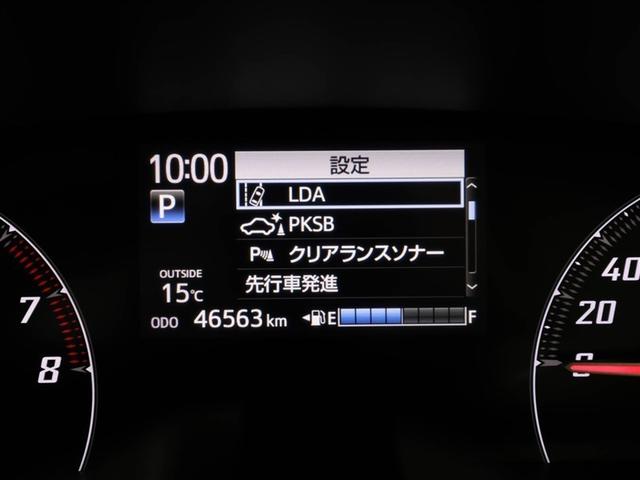 10:00
設定
LDA
P
PKSB
P クリアランスソナー
先行車発進
OUTSIDE
15℃
ODO 46563 km
E F
7
8
40
20
0